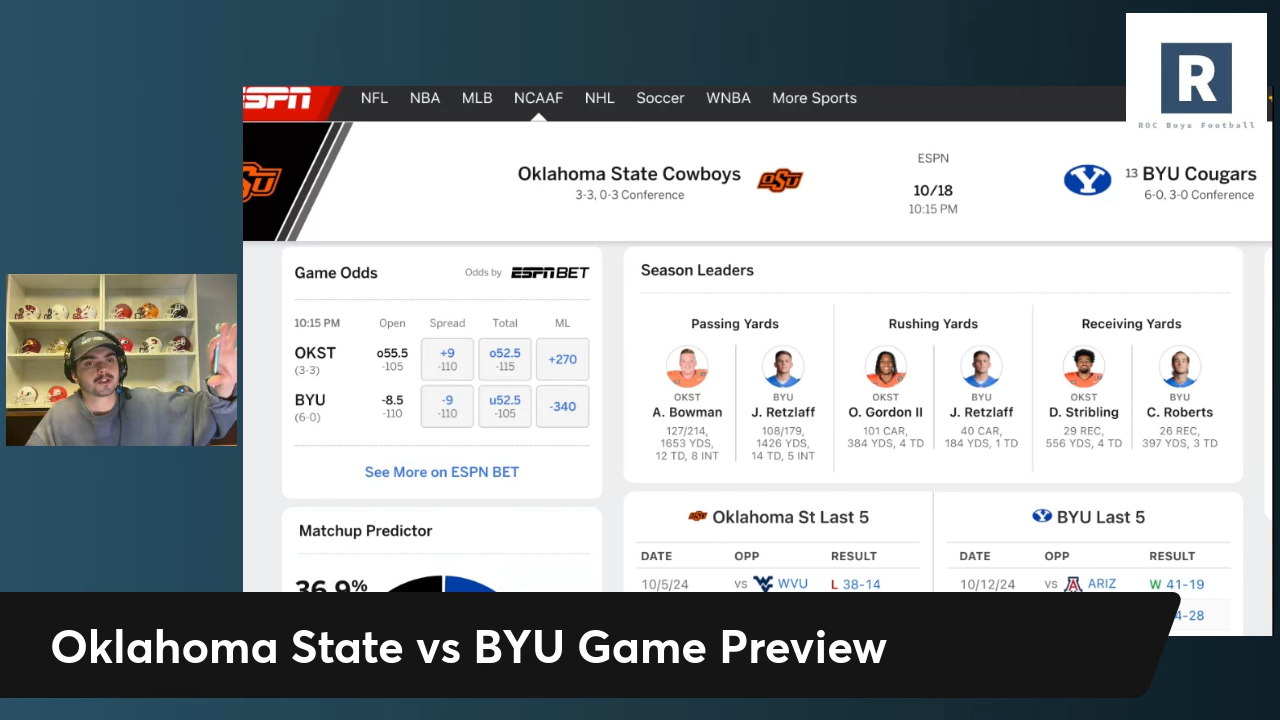 R
ROC Boys Football
ESPN
NFL NBA MLB NCAAF NHL Soccer WNBA More Sports
Oklahoma State Cowboys
3-3, 0-3 Conference
OSU
ESPN
10/18
10:15 PM
Y
13 BYU Cougars
6-0, 3-0 Conference
Game Odds
Odds by ESPN BET
10:15 PM Open Spread Total ML
OKST
(3-3)
o55.5
-105
+9
-110
o52.5
-115
+270
BYU
(6-0)
-8.5
-110
-9
-110
u52.5
-105
-340
See More on ESPN BET
Matchup Predictor
36.9%
Season Leaders
Passing Yards
OKST
A. Bowman
127/214,
1653 YDS,
12 TD, 8 INT
BYU
J. Retzlaff
108/179,
1426 YDS,
14 TD, 5 INT
Rushing Yards
OKST
O. Gordon II
101 CAR,
384 YDS, 4 TD
BYU
J. Retzlaff
40 CAR,
184 YDS, 1 TD
Receiving Yards
OKST
D. Stribling
29 REC,
556 YDS, 4 TD
BYU
C. Roberts
26 REC,
397 YDS, 3 TD
Oklahoma St Last 5
DATE OPP RESULT
10/5/24 vs WVU L 38-14
BYU Last 5
DATE OPP RESULT
10/12/24 vs ARIZ W 41-19
4-28
Oklahoma State vs BYU Game Preview